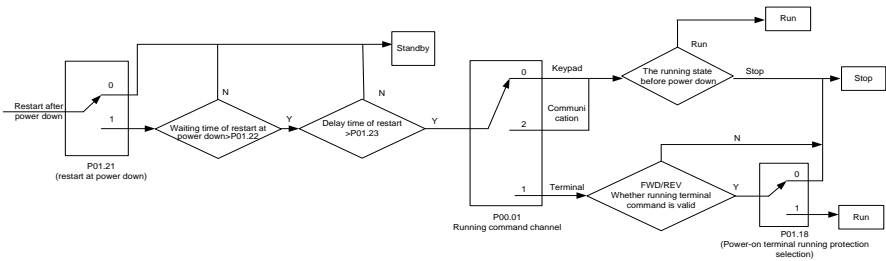 Restart after
power down
0
1
P01.21
(restart at power down)
N
Waiting time of restart at
power down>P01.22
Y
N
Delay time of restart
>P01.23
Y
Standby
0
2
1
P00.01
Running command channel
Keypad
Communi
cation
Terminal
The running state
before power down
Run
Run
Stop
Stop
FWD/REV
Whether running terminal
command is valid
N
Y
0
1
P01.18
(Power-on terminal running protection
selection)
Run